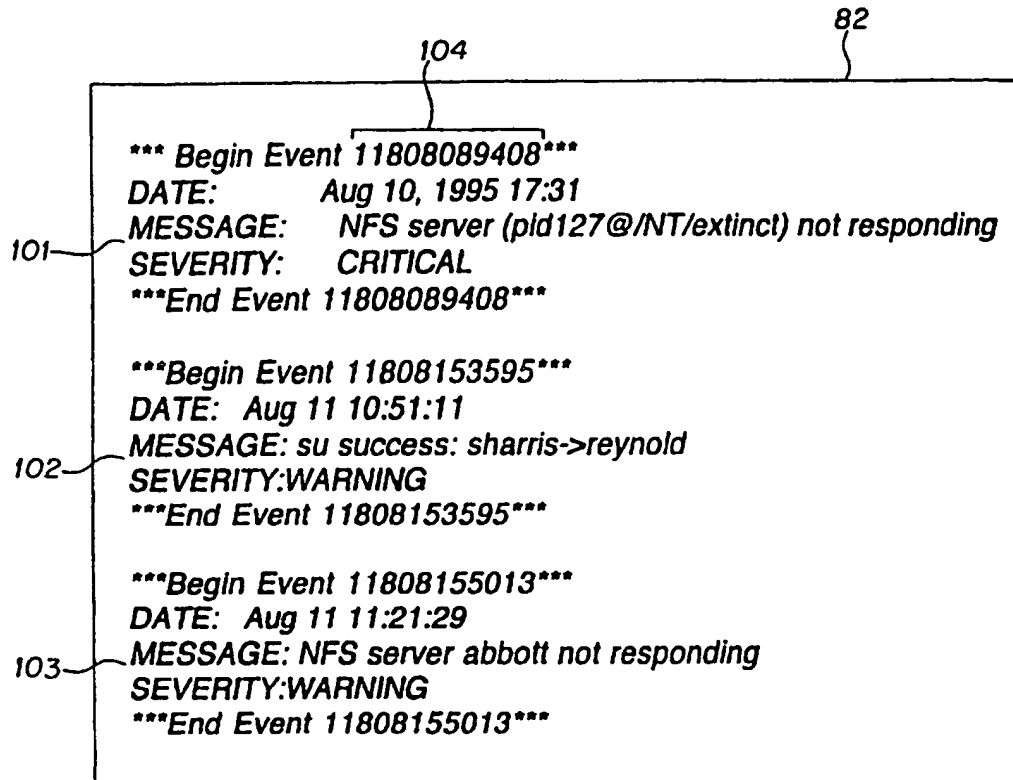 82
104
*** Begin Event 11808089408***
DATE: Aug 10, 1995 17:31
101 MESSAGE: NFS server (pid127@/NT/extinct) not responding
SEVERITY: CRITICAL
***End Event 11808089408***
***Begin Event 11808153595***
DATE: Aug 11 10:51:11
102 MESSAGE: su success: sharris->reynold
SEVERITY:WARNING
***End Event 11808153595***
***Begin Event 11808155013***
DATE: Aug 11 11:21:29
103 MESSAGE: NFS server abbott not responding
SEVERITY:WARNING
***End Event 11808155013***